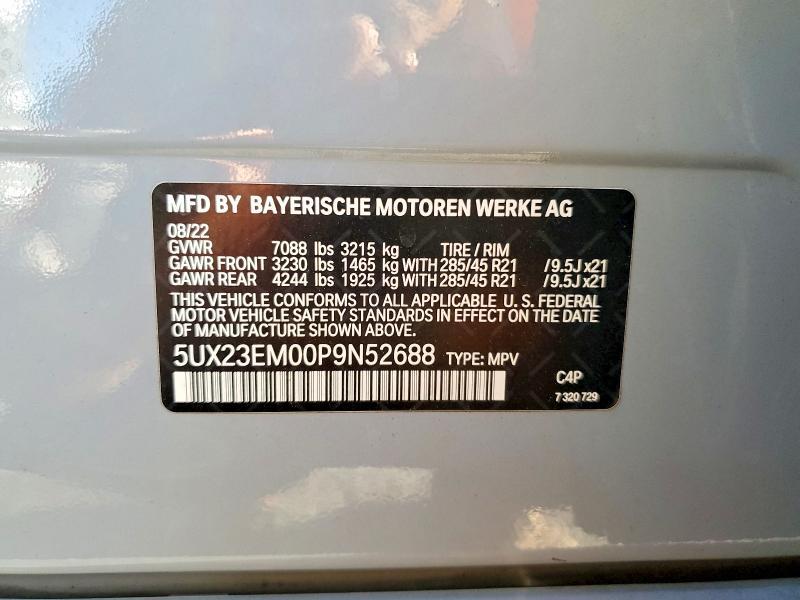 MFD BY BAYERISCHE MOTOREN WERKE AG
08/22
GVWR 7088 lbs 3215 kg TIRE / RIM
GAWR FRONT 3230 lbs 1465 kg WITH 285/45 R21 /9.5J x21
GAWR REAR 4244 lbs 1925 kg WITH 285/45 R21 /9.5J x21
THIS VEHICLE CONFORMS TO ALL APPLICABLE U. S. FEDERAL
MOTOR VEHICLE SAFETY STANDARDS IN EFFECT ON THE DATE
OF MANUFACTURE SHOWN ABOVE.
5UX23EM00P9N52688 TYPE: MPV
C4P
7 320 729